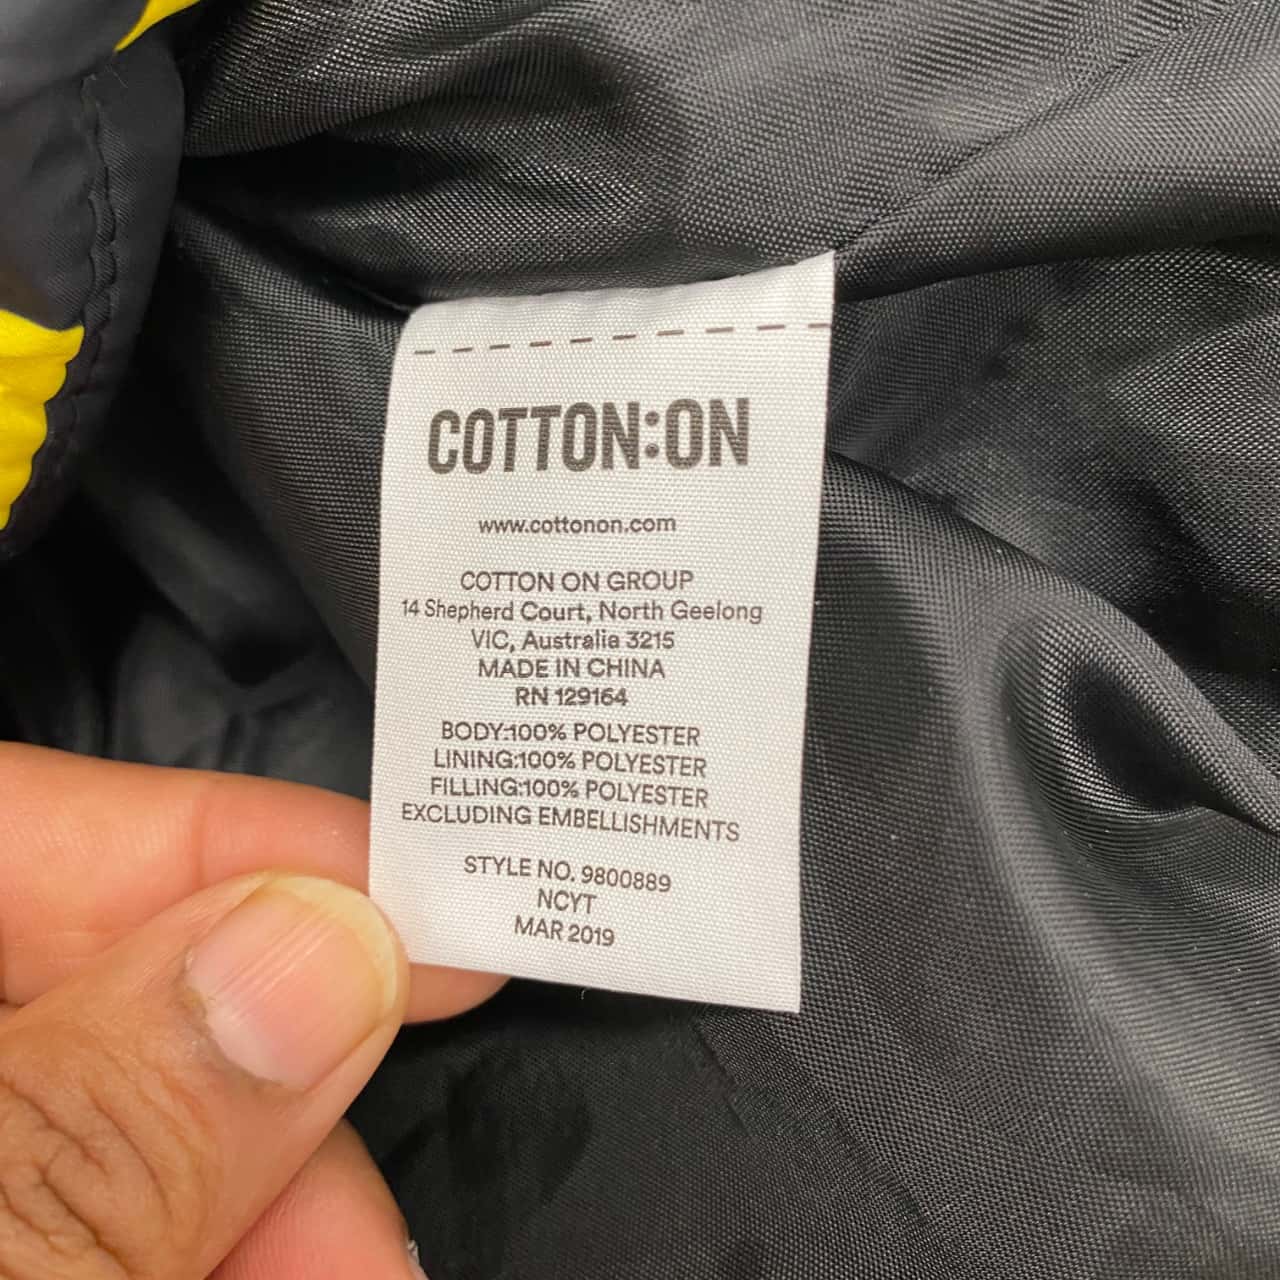 COTTON:ON
www.cottonon.com
COTTON ON GROUP
14 Shepherd Court, North Geelong
VIC, Australia 3215
MADE IN CHINA
RN 129164
BODY:100% POLYESTER
LINING:100% POLYESTER
FILLING:100% POLYESTER
EXCLUDING EMBELLISHMENTS
STYLE NO. 9800889
NCYT
MAR 2019